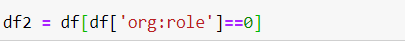 df2 = df[df['org:role']==0]